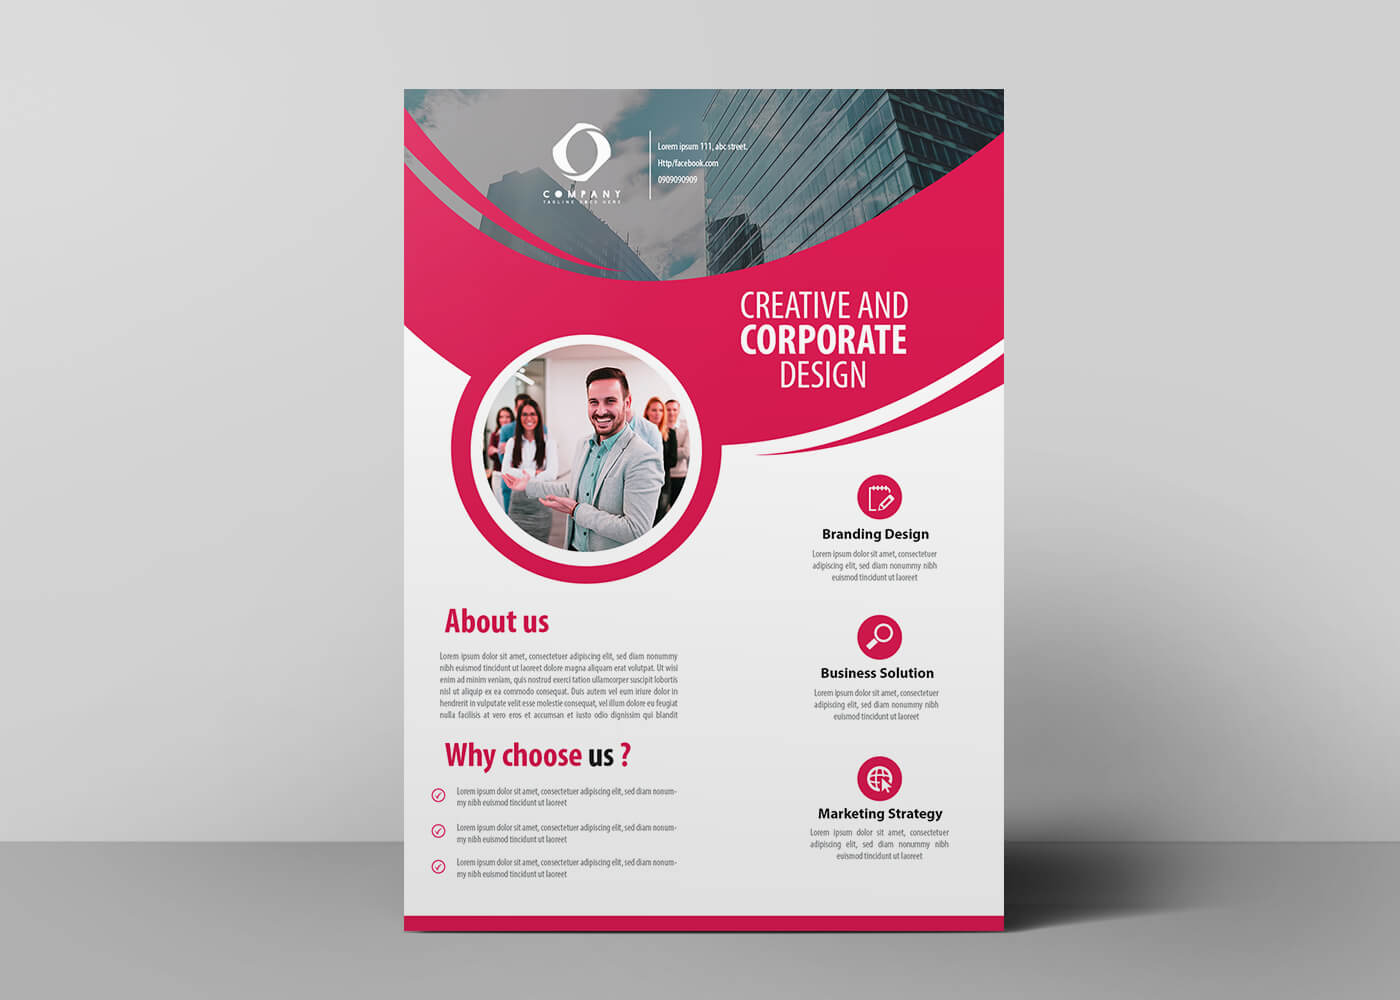 COMPANY
TAGLINE GOES HERE
Lorem ipsum 111, abc street.
Http/facebook.com
0909090909
CREATIVE AND
CORPORATE
DESIGN
Branding Design
Lorem ipsum dolor sit amet, consectetuer
adipiscing elit, sed diam nonummy nibh
euismod tincidunt ut laoreet
About us
Lorem ipsum dolor sit amet, consectetuer adipiscing elit, sed diam nonummy
nibh euismod tincidunt ut laoreet dolore magna aliquam erat volutpat. Ut wisi
enim ad minim veniam, quis nostrud exerci tation ullamcorper suscipit lobortis
nisl ut aliquip ex ea commodo consequat. Duis autem vel eum iriure dolor in
hendrerit in vulputate velit esse molestie consequat, vel illum dolore eu feugiat
nulla facilisis at vero eros et accumsan et iusto odio dignissim qui blandit
Business Solution
Lorem ipsum dolor sit amet, consectetuer
adipiscing elit, sed diam nonummy nibh
euismod tincidunt ut laoreet
Why choose us ?
Lorem ipsum dolor sit amet, consectetuer adipiscing elit, sed diam nonum-
my nibh euismod tincidunt ut laoreet
Lorem ipsum dolor sit amet, consectetuer adipiscing elit, sed diam nonum-
my nibh euismod tincidunt ut laoreet
Lorem ipsum dolor sit amet, consectetuer adipiscing elit, sed diam nonum-
my nibh euismod tincidunt ut laoreet
Marketing Strategy
Lorem ipsum dolor sit amet, consectetuer
adipiscing elit, sed diam nonummy nibh
euismod tincidunt ut laoreet